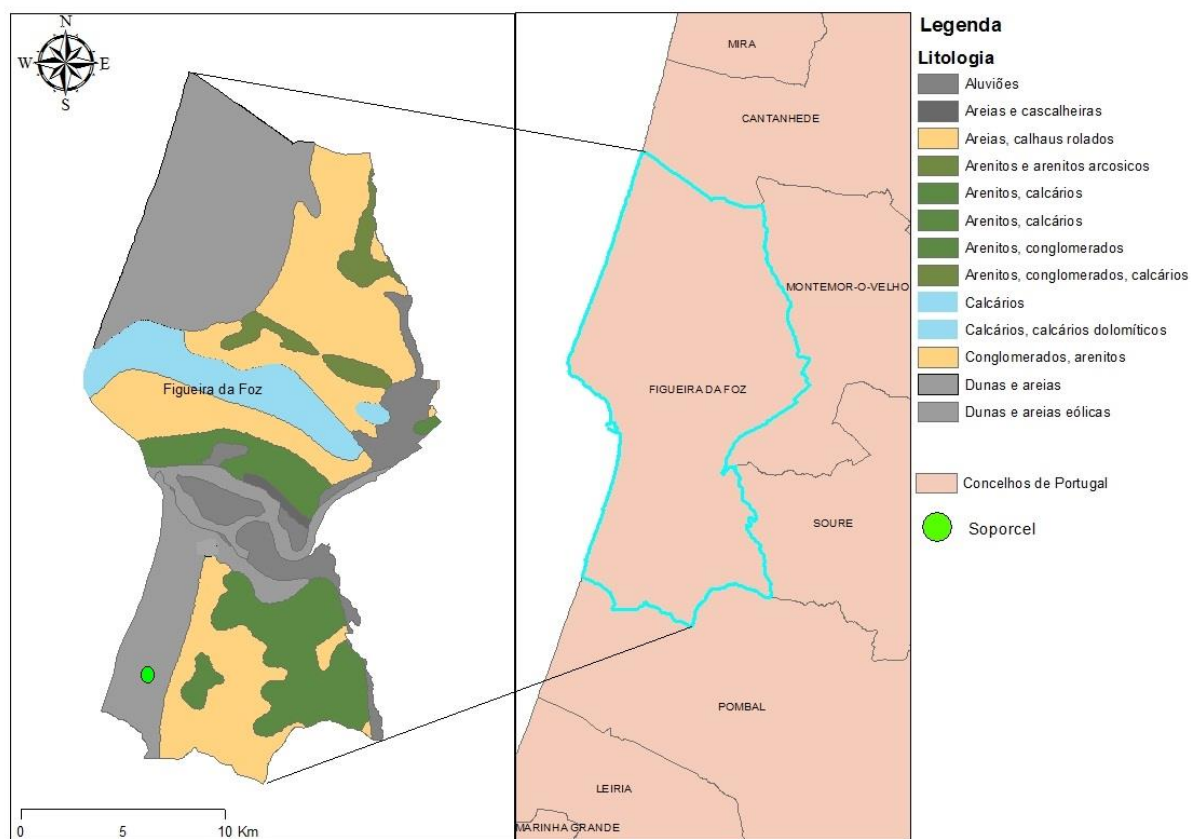 N
W
E
S
Figueira da Foz
0
5
10 Km
MIRA
CANTANHEDE
MONTEMOR-O-VELHO
FIGUEIRA DA FOZ
SOURE
POMBAL
LEIRIA
MARINHA GRANDE
Legenda
Litologia
Aluviões
Areias e cascalheiras
Areias, calhaus rolados
Arenitos e arenitos arcosicos
Arenitos, calcários
Arenitos, calcários
Arenitos, conglomerados
Arenitos, conglomerados, calcários
Calcários
Calcários, calcários dolomíticos
Conglomerados, arenitos
Dunas e areias
Dunas e areias eólicas
Concelhos de Portugal
Soporcel